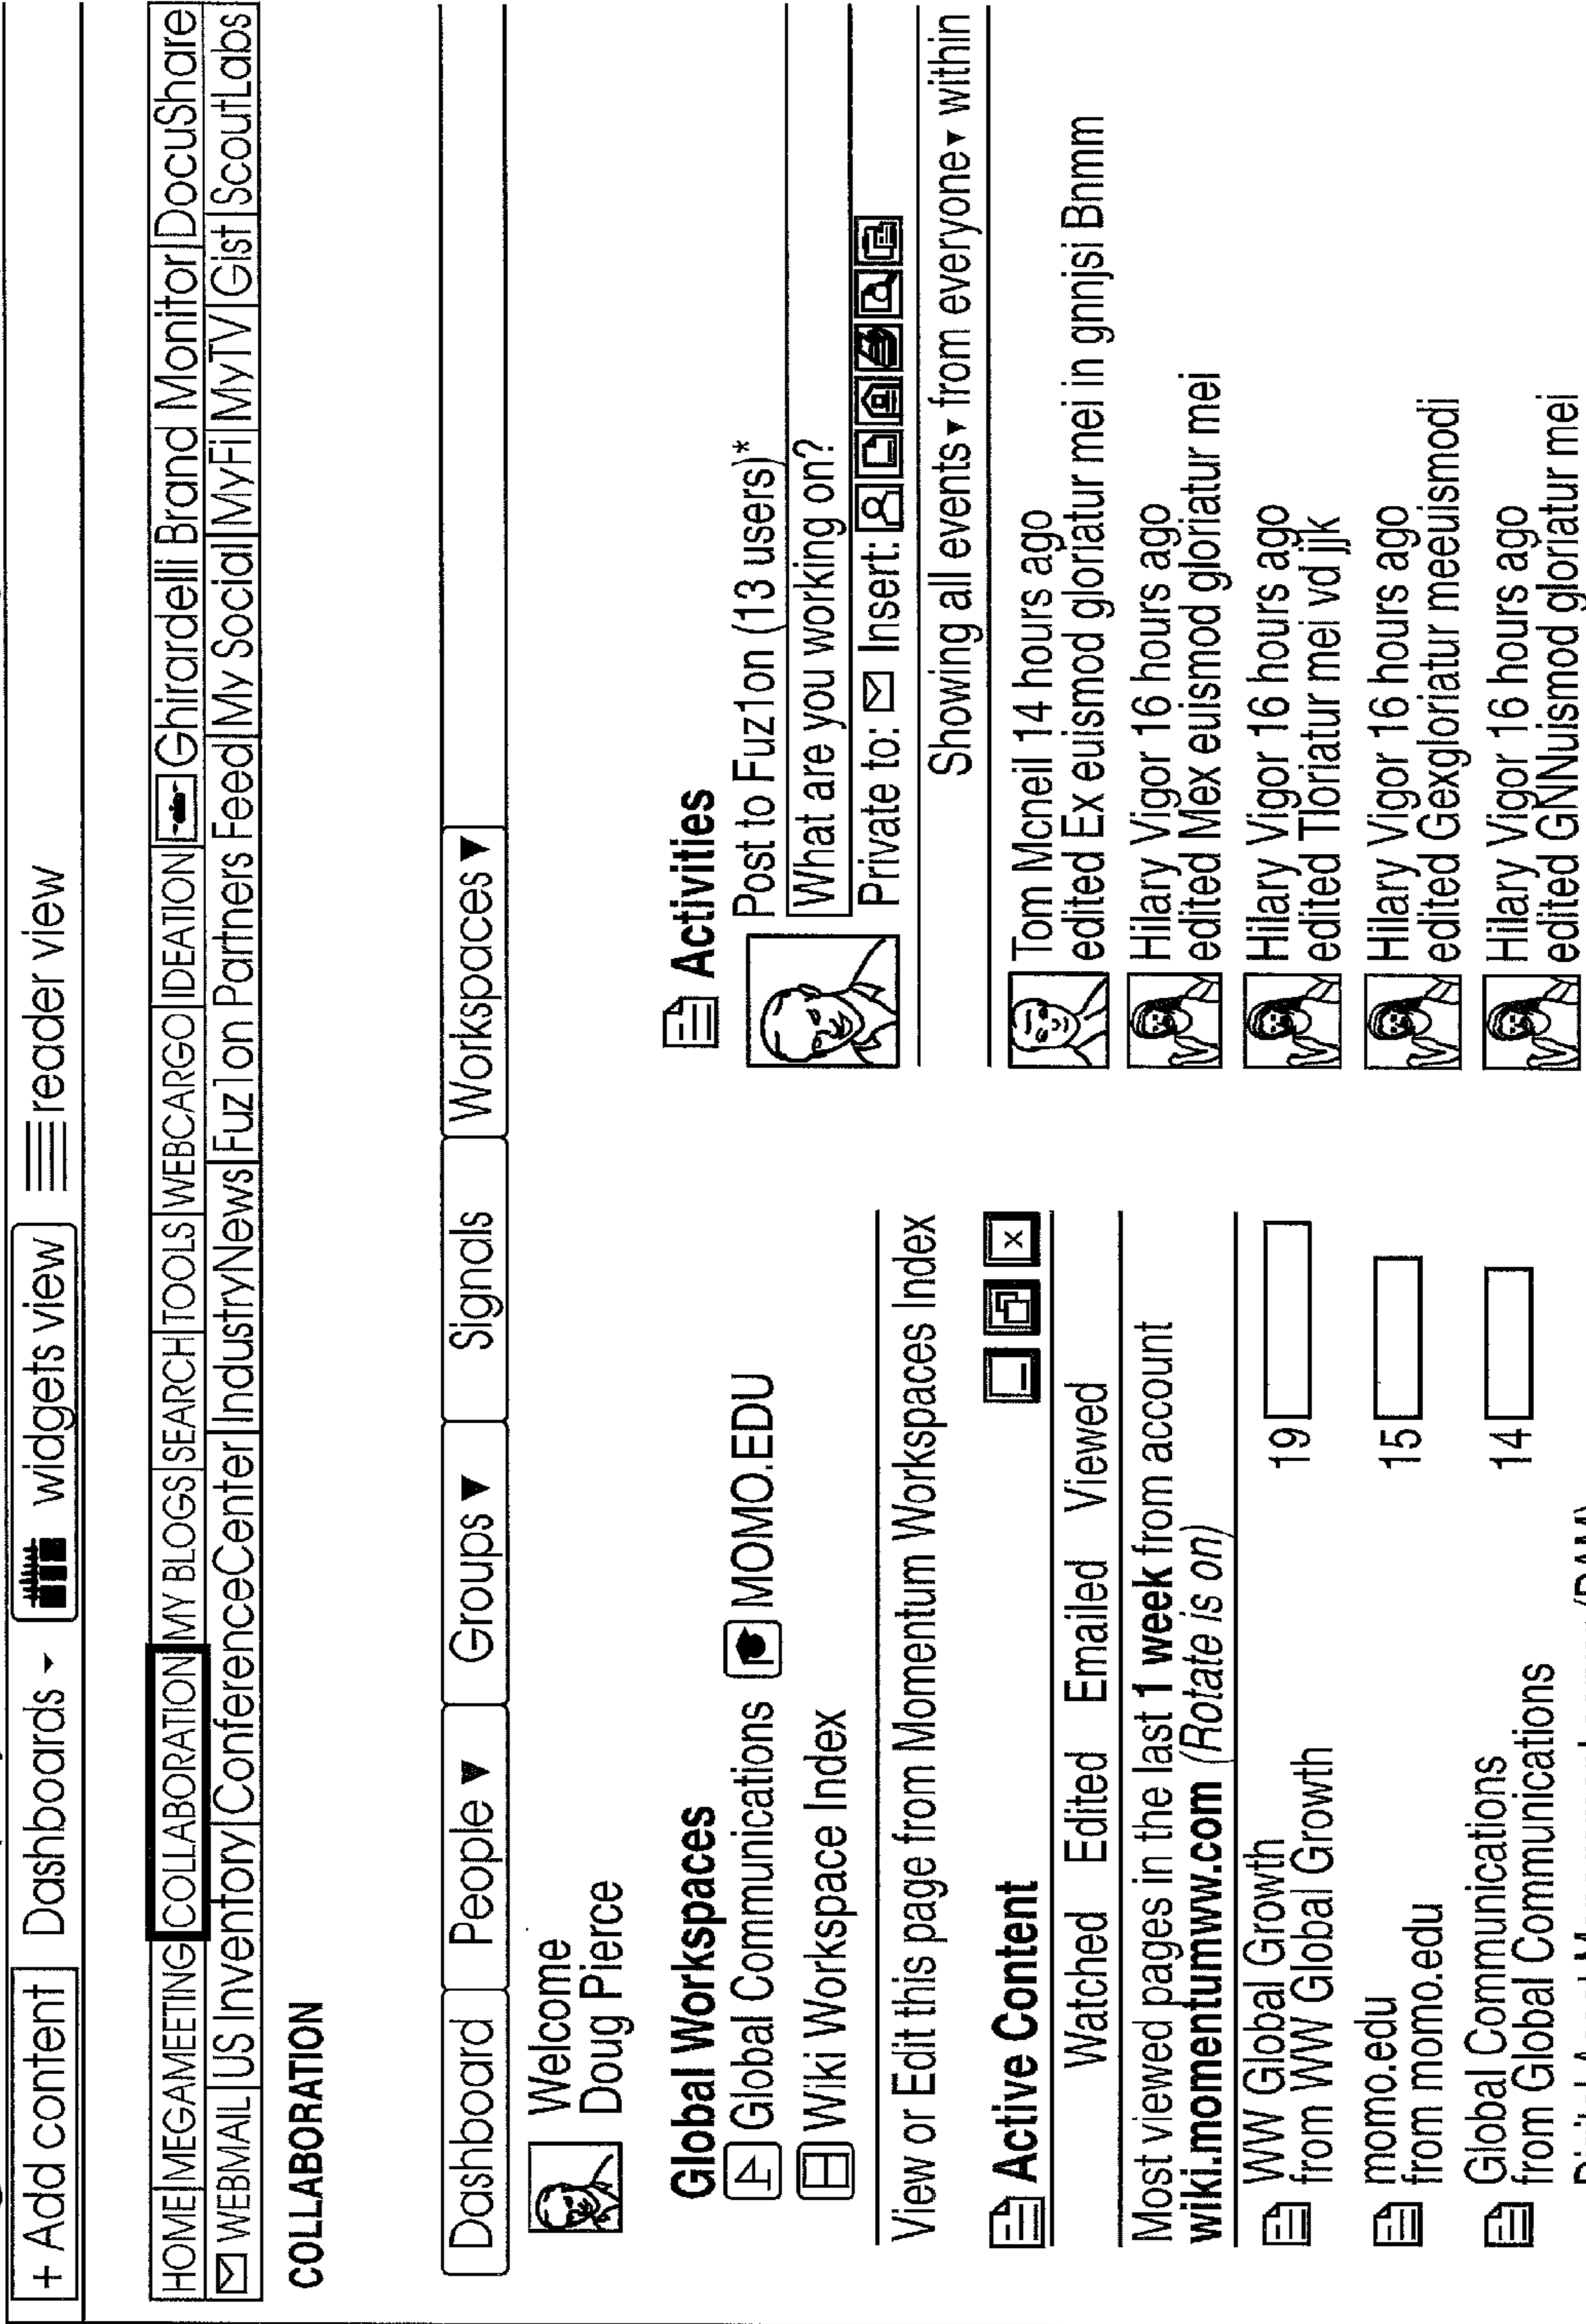 + Add content Dashboards widgets view reader view
HOME MEGAMEETING COLLABORATION MY BLOGS SEARCH TOOLS WEBCARGO IDEATION Ghirardelli Brand Monitor DocuShare
WEBMAIL US Inventory ConferenceCenter IndustryNews Fuz1on Partners Feed My Social MyFi MyTV Gist ScoutLabs
COLLABORATION
Dashboard People ▼ Groups ▼ Signals Workspaces ▼
Welcome
Doug Pierce
Global Workspaces
Global Communications MOMO.EDU
Wiki Workspace Index
View or Edit this page from Momentum Workspaces Index
Active Content
Watched Edited Emailed Viewed
Most viewed pages in the last 1 week from account
wiki.momentumww.com (Rotate is on)
WW Global Growth 19
from WW Global Growth
momo.edu 15
from momo.edu
Global Communications 14
from Global Communications
Activities
Post to Fuz1on (13 users)*
What are you working on?
Private to: Insert:
Showing all events ▾ from everyone ▾ within
Tom Mcneil 14 hours ago
edited Ex euismod gloriatur mei in gnnjsi Bnmm
Hilary Vigor 16 hours ago
edited Mex euismod gloriatur mei
Hilary Vigor 16 hours ago
edited Tloriatur mei vd jjk
Hilary Vigor 16 hours ago
edited Gexgloriatur meeuismodi
Hilary Vigor 16 hours ago
edited GNNuismod gloriatur mei